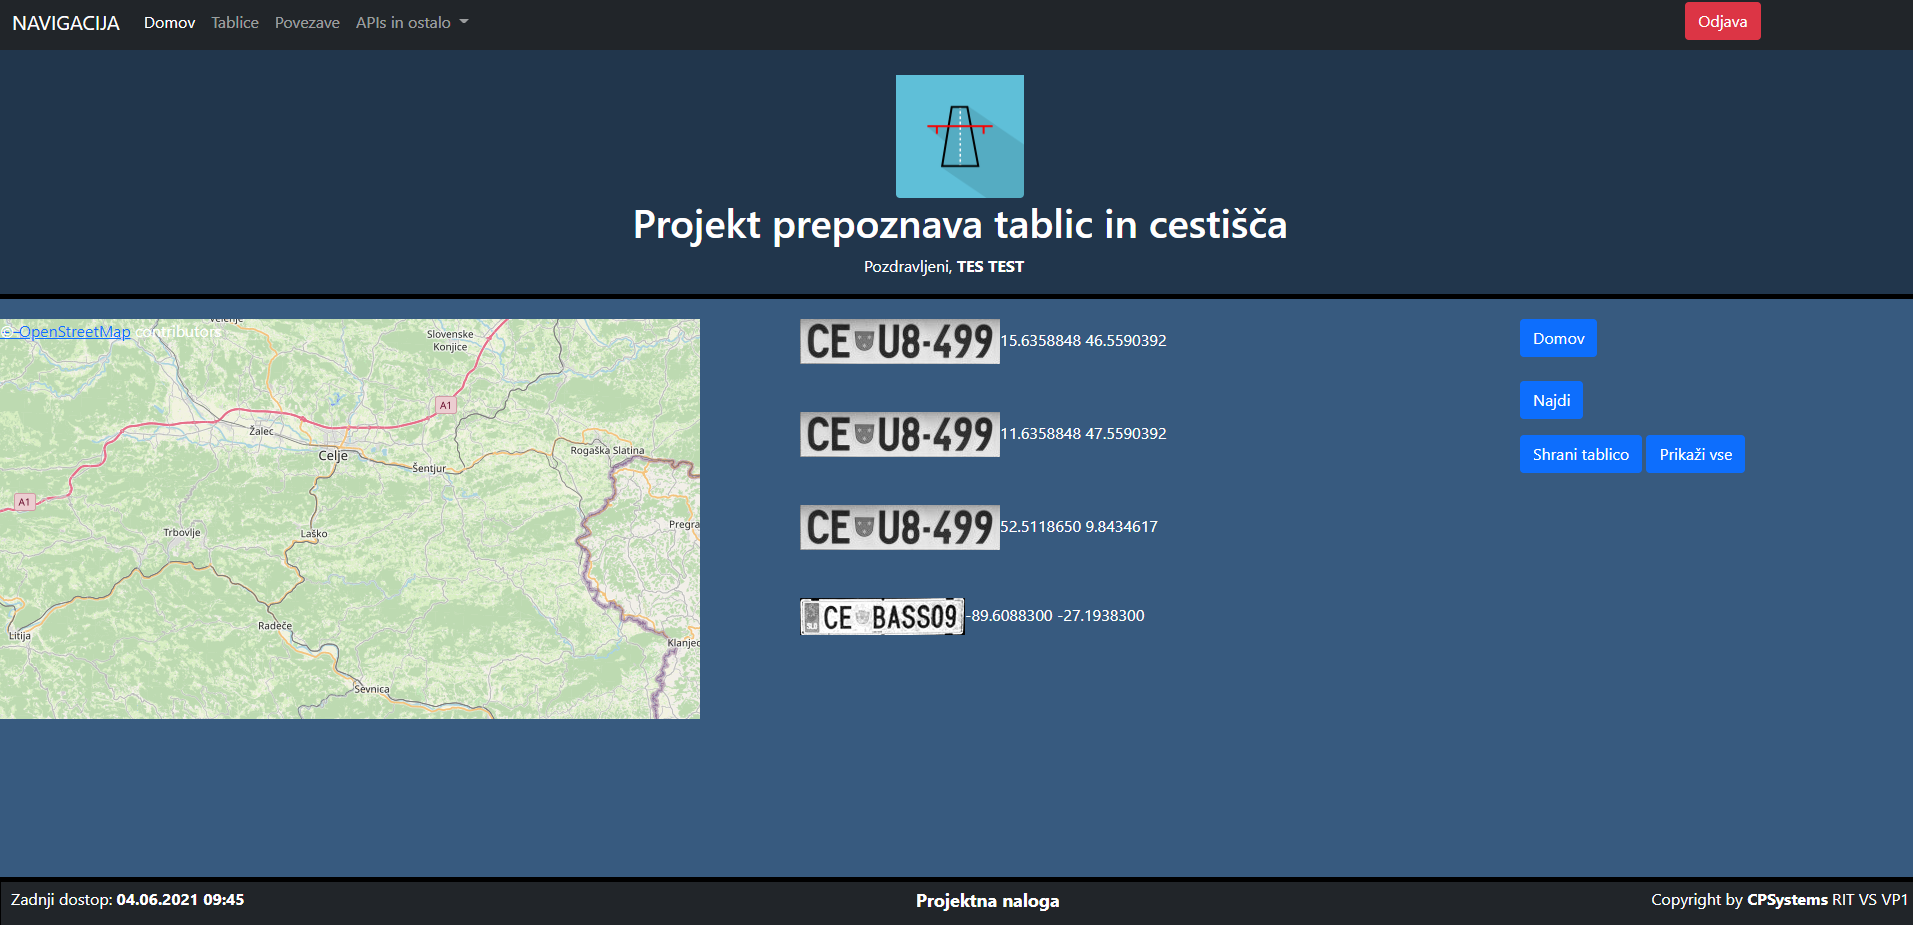 NAVIGACIJA Domov Tablice Povezave APIs in ostalo Odjava
Projekt prepoznava tablic in cestišča
Pozdravljeni, TES TEST
© OpenStreetMap contributors
Velenje
Slovenske
Konjice
A1
Žalec
Celje
Rogaška Slatina
Šentjur
A1
Trbovlje
Laško
Pregra
Radeče
Litija
Klanjec
Sevnica
CE U8-499 15.6358848 46.5590392
CE U8-499 11.6358848 47.5590392
CE U8-499 52.5118650 9.8434617
SLO CE BASS09 -89.6088300 -27.1938300
Domov
Najdi
Shrani tablico Prikaži vse
Zadnji dostop: 04.06.2021 09:45 Projektna naloga Copyright by CPSystems RIT VS VP1